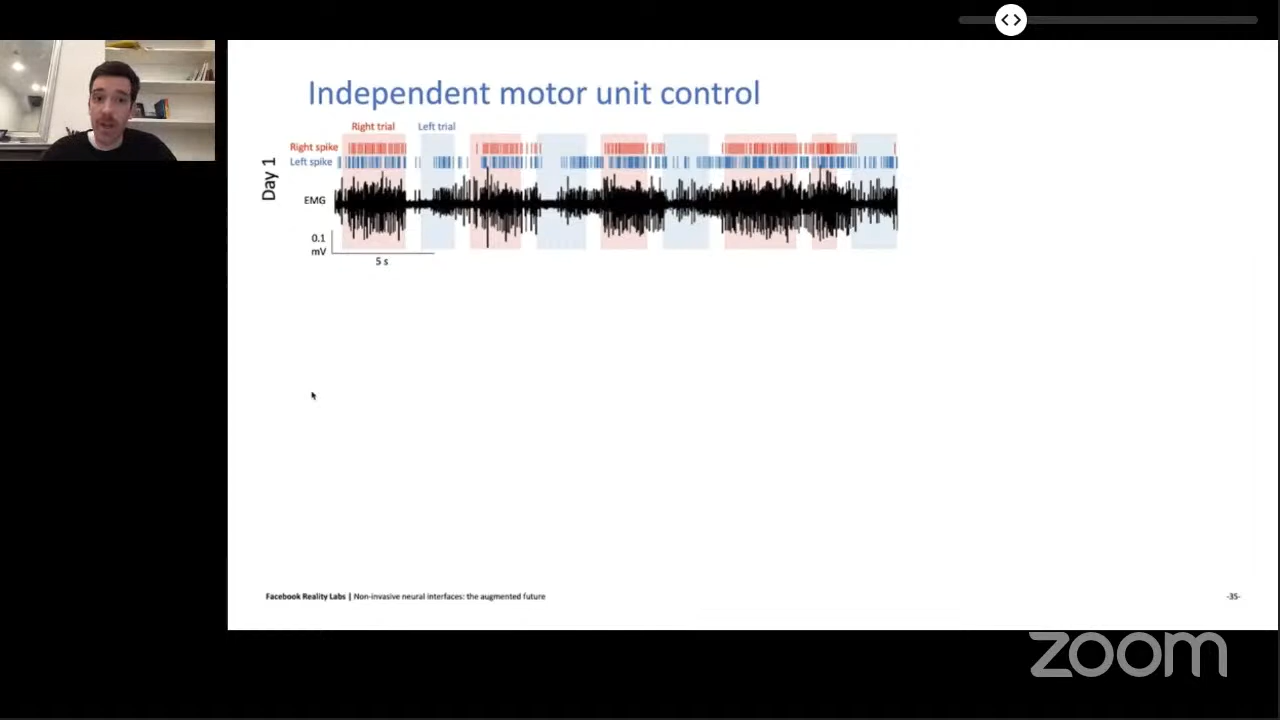 Independent motor unit control
Right trial Left trial
Right spike
Left spike
Day 1
EMG
0.1
mV
5 s
Facebook Reality Labs | Non-invasive neural interfaces: the augmented future
-35-
zoom